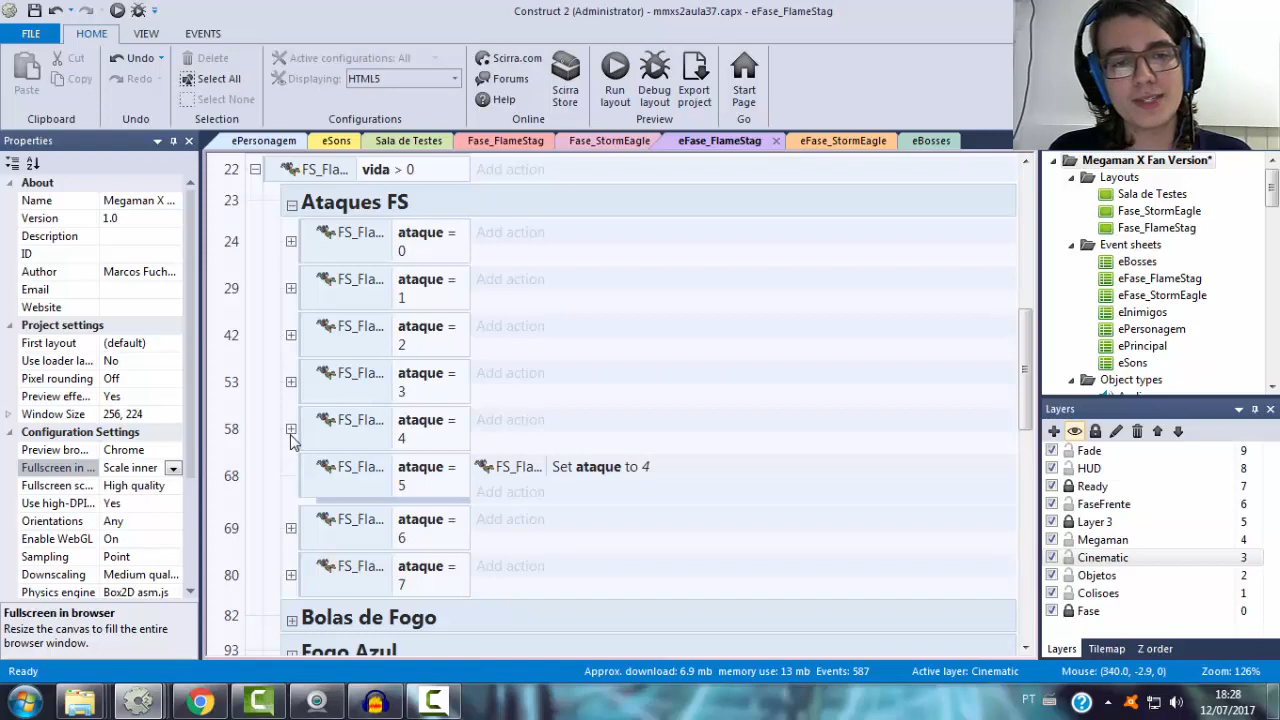 Construct 2 (Administrator) - mmxs2aula37.capx - eFase_FlameStag
FILE HOME VIEW EVENTS
Paste
Cut
Copy
Clipboard
Undo
Redo
Undo
Delete
Select All
Select None
Selection
Active configurations: All
Displaying: HTML5
Configurations
Scirra.com
Forums
Help
Scirra Store
Online
Run layout
Debug layout
Export project
Preview
Start Page
Go
Properties
About
Name Megaman X ...
Version 1.0
Description
ID
Author Marcos Fuch...
Email
Website
Project settings
First layout (default)
Use loader la... No
Pixel rounding Off
Preview effe... Yes
Window Size 256, 224
Configuration Settings
Preview bro... Chrome
Fullscreen in ... Scale inner
Fullscreen sc... High quality
Use high-DPI... Yes
Orientations Any
Enable WebGL On
Sampling Point
Downscaling Medium qual...
Physics engine Box2D asm.js
Fullscreen in browser
Resize the canvas to fill the entire
browser window.
ePersonagem eSons Sala de Testes Fase_FlameStag Fase_StormEagle eFase_FlameStag eFase_StormEagle eBosses
22 FS_Fla... vida > 0 Add action
23 Ataques FS
24 FS_Fla... ataque = 0 Add action
29 FS_Fla... ataque = 1 Add action
42 FS_Fla... ataque = 2 Add action
53 FS_Fla... ataque = 3 Add action
58 FS_Fla... ataque = 4 Add action
68 FS_Fla... ataque = 5 FS_Fla... Set ataque to 4
Add action
69 FS_Fla... ataque = 6 Add action
80 FS_Fla... ataque = 7 Add action
82 Bolas de Fogo
93 Fogo Azul
Megaman X Fan Version*
Layouts
Sala de Testes
Fase_StormEagle
Fase_FlameStag
Event sheets
eBosses
eFase_FlameStag
eFase_StormEagle
eInimigos
ePersonagem
ePrincipal
eSons
Object types
Layers
Fade 9
HUD 8
Ready 7
FaseFrente 6
Layer 3 5
Megaman 4
Cinematic 3
Objetos 2
Colisoes 1
Fase 0
Layers Tilemap Z order
Ready
Approx. download: 6.9 mb memory use: 13 mb Events: 587
Active layer: Cinematic
Mouse: (340.0, -2.9, 0)
Zoom: 126%
PT
18:28
12/07/2017